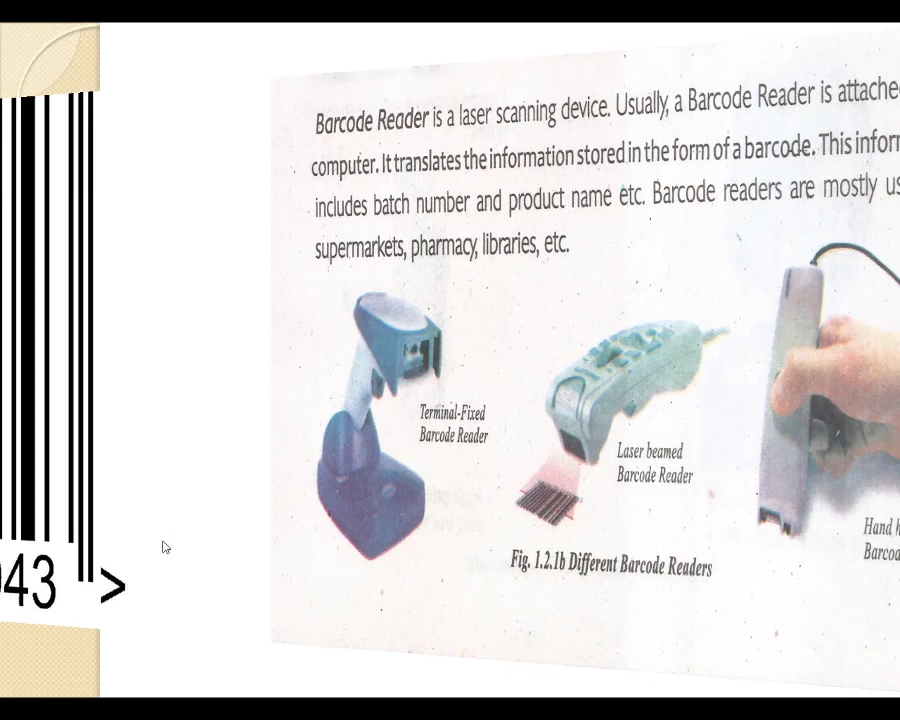 Barcode Reader is a laser scanning device. Usually, a Barcode Reader is attache
computer. It translates the information stored in the form of a barcode. This infor
includes batch number and product name etc. Barcode readers are mostly us
supermarkets, pharmacy, libraries, etc.
Terminal-Fixed
Barcode Reader
Laser beamed
Barcode Reader
Hand h
Barcod
Fig. 1.2.1b Different Barcode Readers
043 >